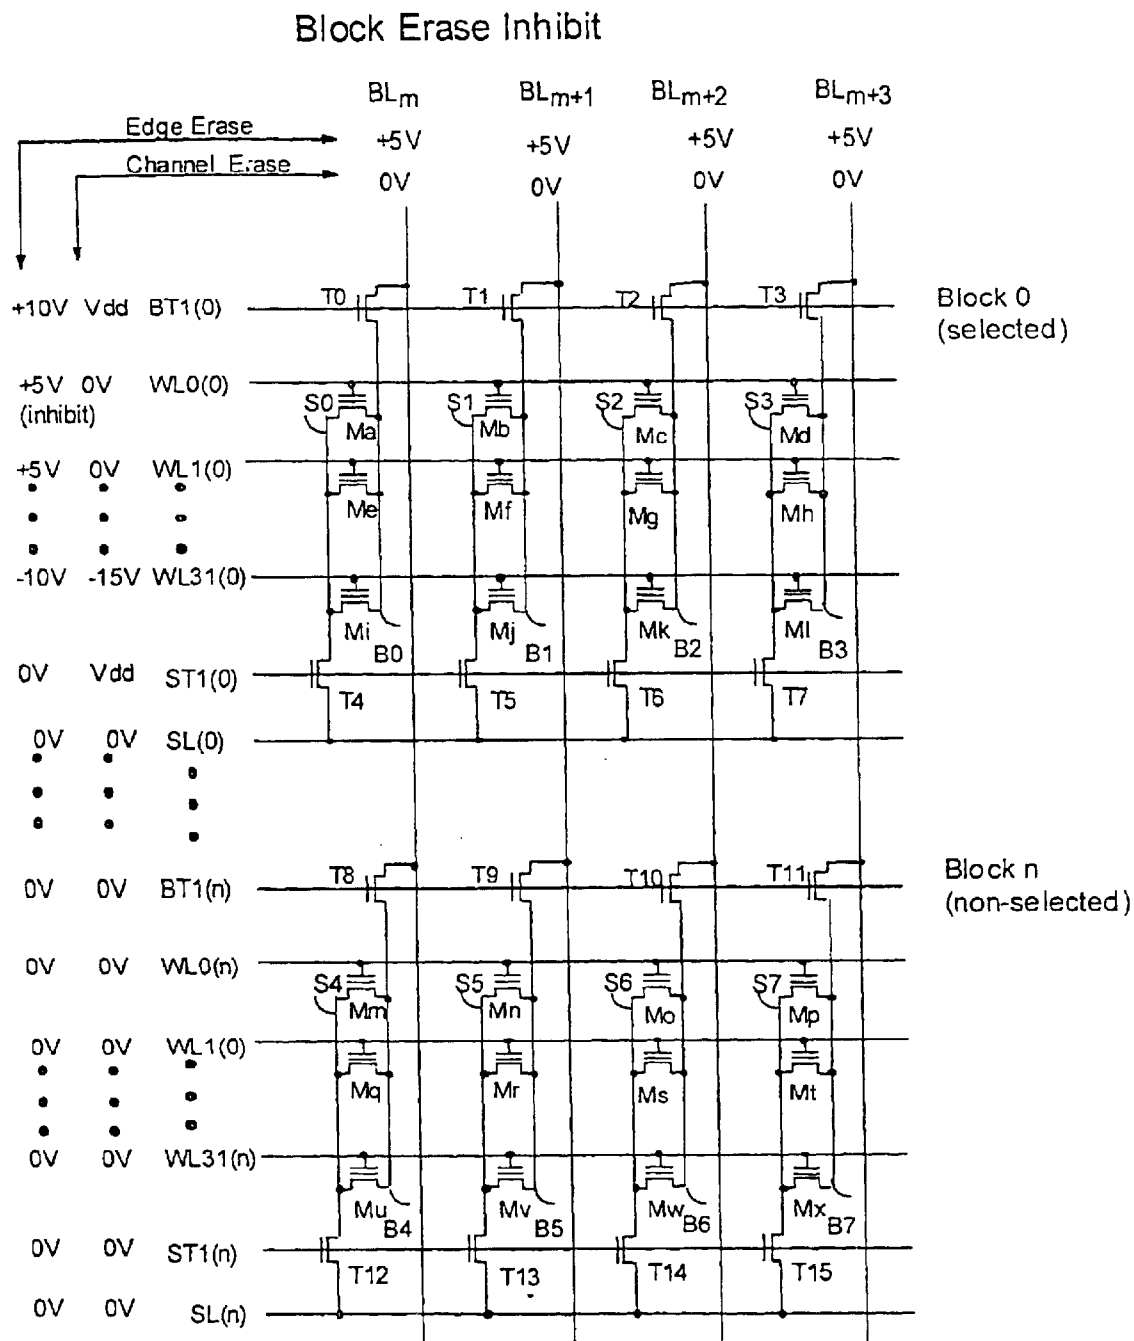 Block Erase Inhibit
BLm BLm+1 BLm+2 BLm+3
Edge Erase +5V +5V +5V +5V
Channel Erase 0V 0V 0V 0V
+10V Vdd BT1(0) T0 T1 T2 T3 Block 0
(selected)
+5V 0V WL0(0)
(inhibit) S0 Ma S1 Mb S2 Mc S3 Md
+5V 0V WL1(0)
Me Mf Mg Mh
-10V -15V WL31(0)
Mi B0 Mj B1 Mk B2 Ml B3
0V Vdd ST1(0) T4 T5 T6 T7
0V 0V SL(0)
0V 0V BT1(n) T8 T9 T10 T11 Block n
(non-selected)
0V 0V WL0(n)
S4 Mm S5 Mn S6 Mo S7 Mp
0V 0V WL1(0)
Mq Mr Ms Mt
0V 0V WL31(n)
Mu B4 Mv B5 Mw B6 Mx B7
0V 0V ST1(n) T12 T13 T14 T15
0V 0V SL(n)